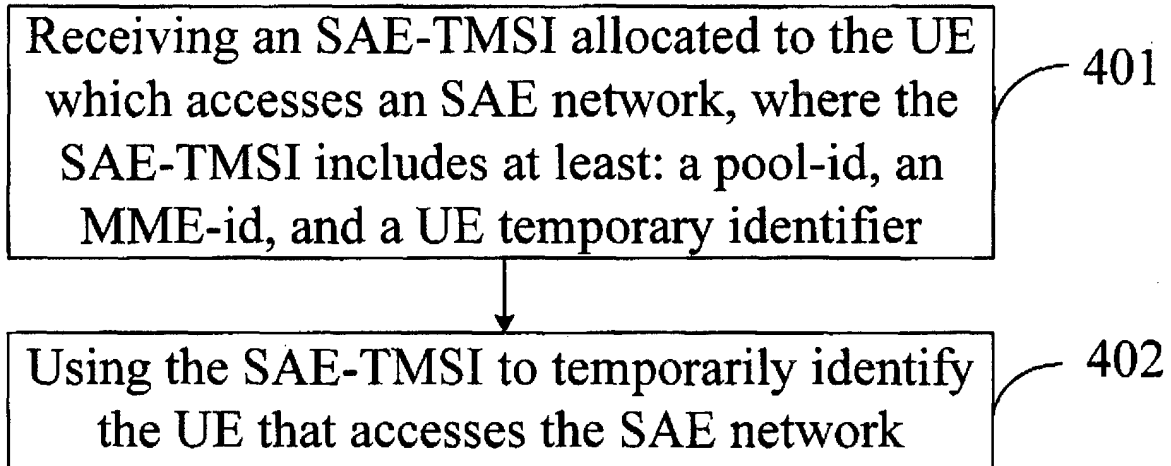 Receiving an SAE-TMSI allocated to the UE
which accesses an SAE network, where the
SAE-TMSI includes at least: a pool-id, an
MME-id, and a UE temporary identifier
401
Using the SAE-TMSI to temporarily identify
the UE that accesses the SAE network
402